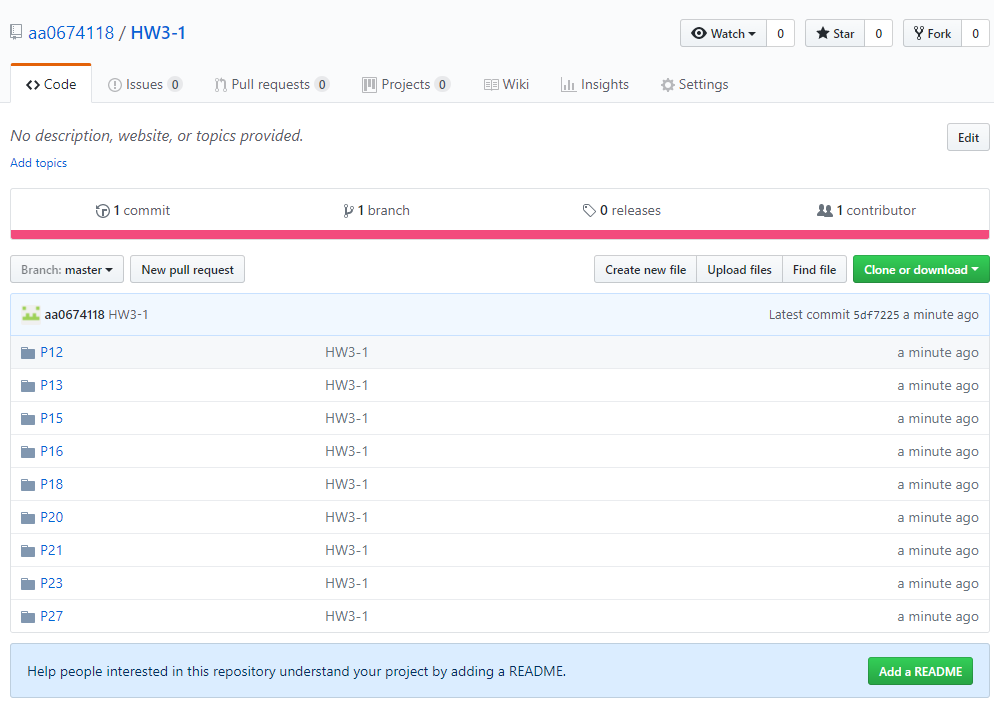 aa0674118 / HW3-1 Watch 0 Star 0 Fork 0
Code Issues 0 Pull requests 0 Projects 0 Wiki Insights Settings
No description, website, or topics provided. Edit
Add topics
1 commit 1 branch 0 releases 1 contributor
Branch: master New pull request Create new file Upload files Find file Clone or download
aa0674118 HW3-1 Latest commit 5df7225 a minute ago
P12 HW3-1 a minute ago
P13 HW3-1 a minute ago
P15 HW3-1 a minute ago
P16 HW3-1 a minute ago
P18 HW3-1 a minute ago
P20 HW3-1 a minute ago
P21 HW3-1 a minute ago
P23 HW3-1 a minute ago
P27 HW3-1 a minute ago
Help people interested in this repository understand your project by adding a README. Add a README